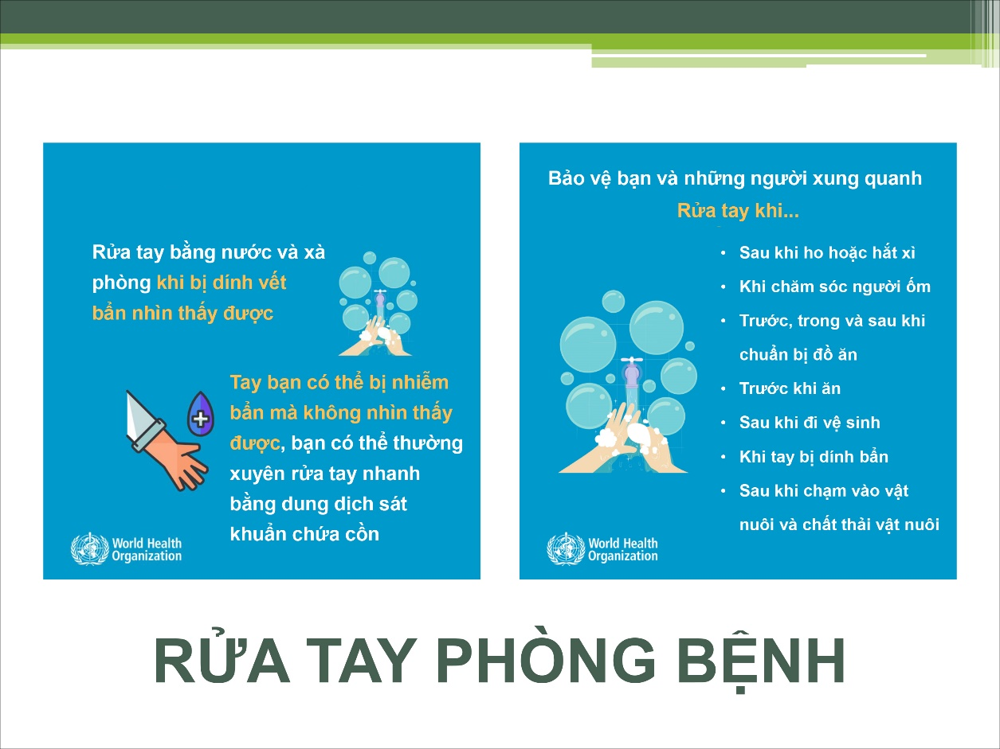 Rửa tay bằng nước và xà
phòng khi bị dính vết
bẩn nhìn thấy được
Tay bạn có thể bị nhiễm
bẩn mà không nhìn thấy
được, bạn có thể thường
xuyên rửa tay nhanh
bằng dung dịch sát
khuẩn chứa cồn
World Health
Organization
Bảo vệ bạn và những người xung quanh
Rửa tay khi...
• Sau khi ho hoặc hắt xì
• Khi chăm sóc người ốm
• Trước, trong và sau khi
chuẩn bị đồ ăn
• Trước khi ăn
• Sau khi đi vệ sinh
• Khi tay bị dính bẩn
• Sau khi chạm vào vật
nuôi và chất thải vật nuôi
World Health
Organization
RỬA TAY PHÒNG BỆNH